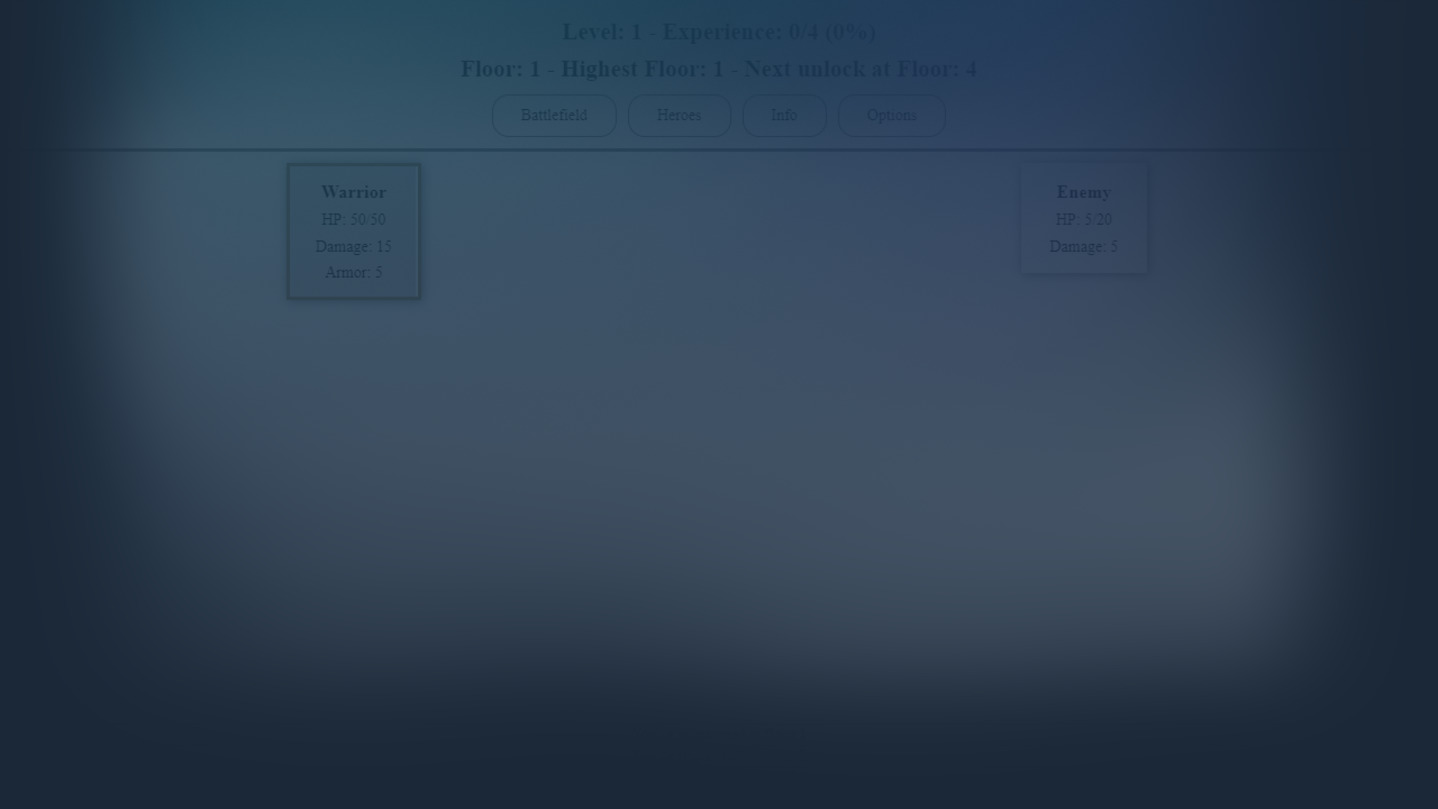 Level: 1 - Experience: 0/4 (0%)
Floor: 1 - Highest Floor: 1 - Next unlock at Floor: 4
Battlefield Heroes Info Options
Warrior
HP: 50/50
Damage: 15
Armor: 5
Enemy
HP: 5/20
Damage: 5